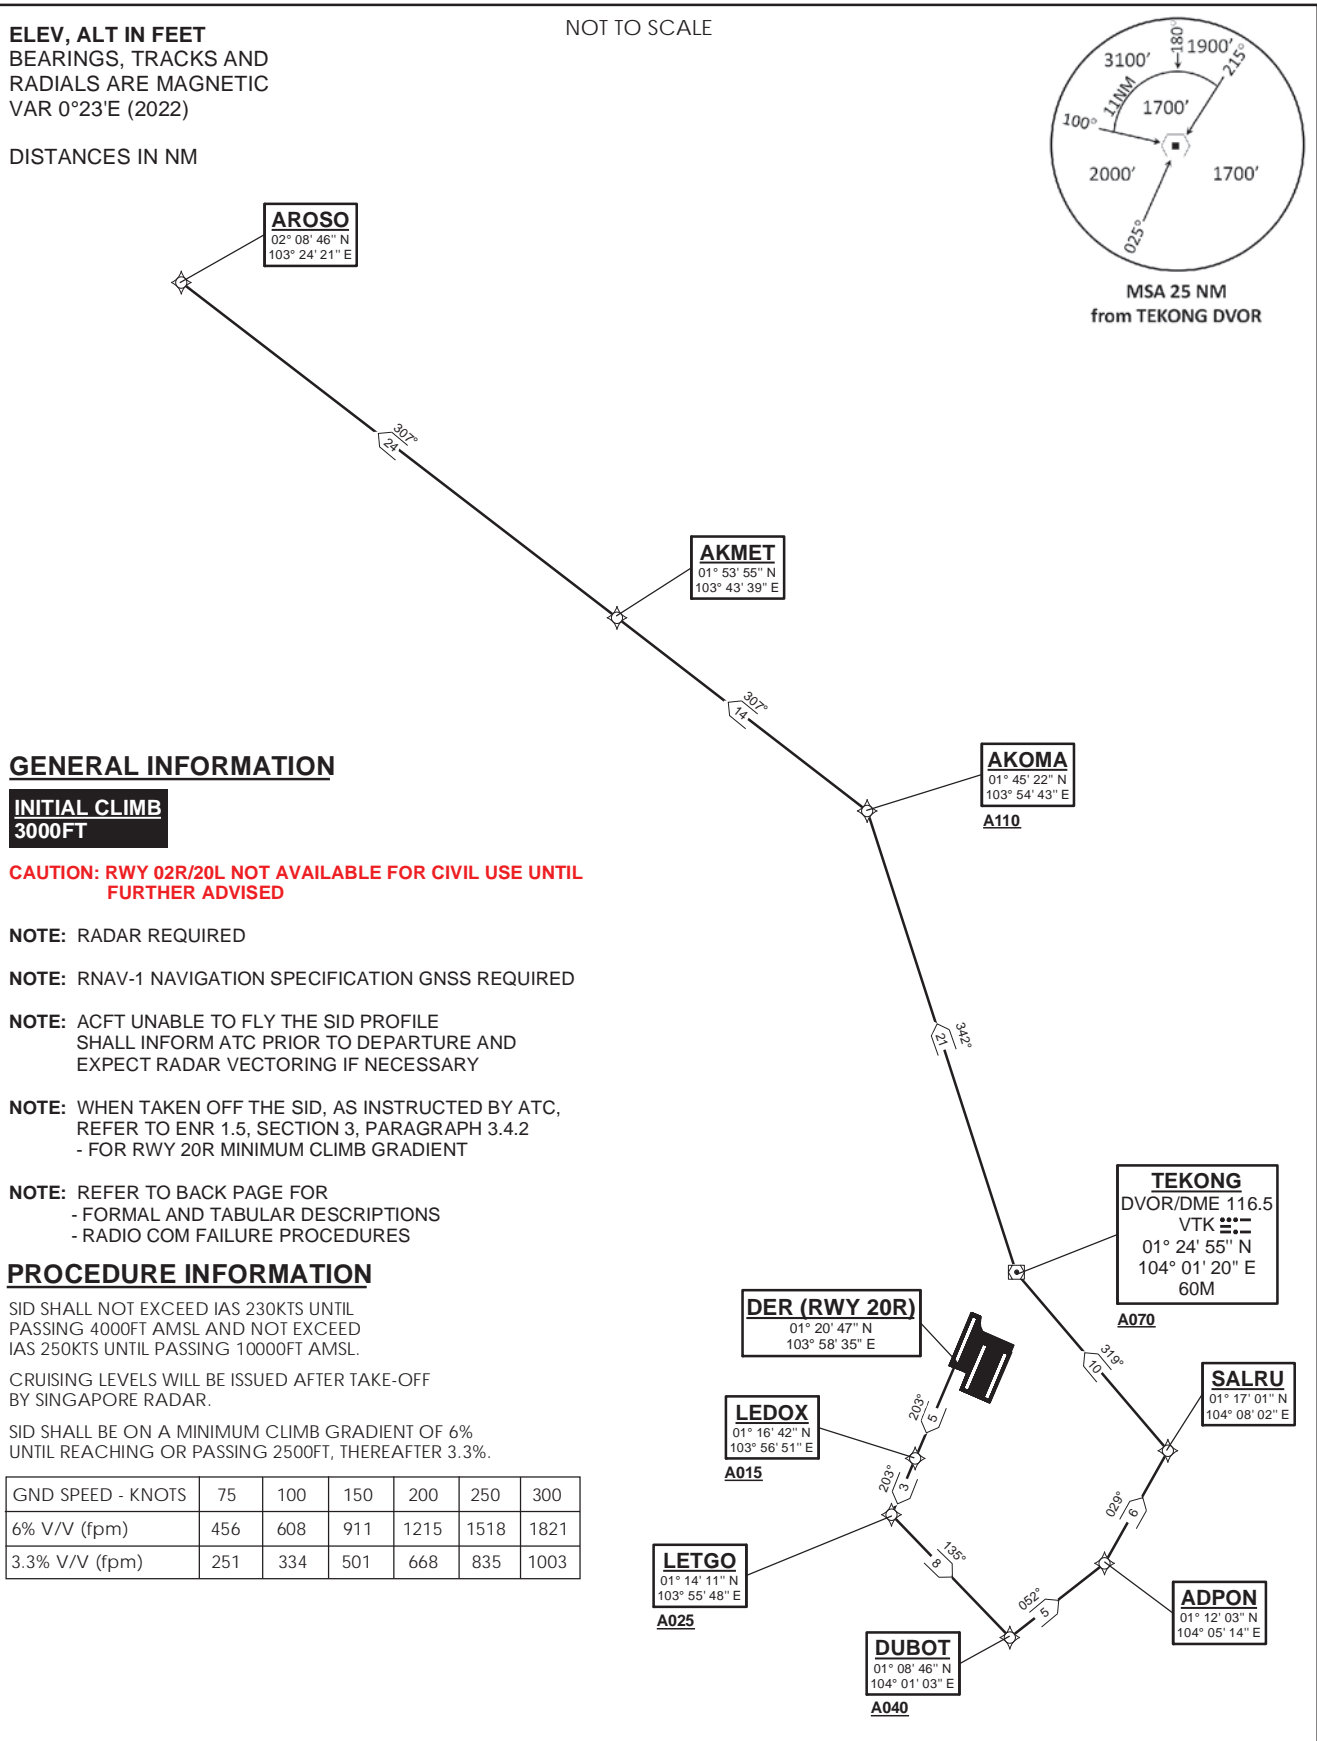 ELEV, ALT IN FEET
BEARINGS, TRACKS AND
RADIALS ARE MAGNETIC
VAR 0°23'E (2022)
DISTANCES IN NM
NOT TO SCALE
3100'
180°
1900'
215°
11NM
1700'
100°
2000'
1700'
025°
MSA 25 NM
from TEKONG DVOR
AROSO
02° 08' 46" N
103° 24' 21" E
307°
24
AKMET
01° 53' 55" N
103° 43' 39" E
307°
14
AKOMA
01° 45' 22" N
103° 54' 43" E
A110
342°
21
GENERAL INFORMATION
INITIAL CLIMB
3000FT
CAUTION: RWY 02R/20L NOT AVAILABLE FOR CIVIL USE UNTIL
FURTHER ADVISED
NOTE: RADAR REQUIRED
NOTE: RNAV-1 NAVIGATION SPECIFICATION GNSS REQUIRED
NOTE: ACFT UNABLE TO FLY THE SID PROFILE
SHALL INFORM ATC PRIOR TO DEPARTURE AND
EXPECT RADAR VECTORING IF NECESSARY
NOTE: WHEN TAKEN OFF THE SID, AS INSTRUCTED BY ATC,
REFER TO ENR 1.5, SECTION 3, PARAGRAPH 3.4.2
- FOR RWY 20R MINIMUM CLIMB GRADIENT
NOTE: REFER TO BACK PAGE FOR
- FORMAL AND TABULAR DESCRIPTIONS
- RADIO COM FAILURE PROCEDURES
PROCEDURE INFORMATION
SID SHALL NOT EXCEED IAS 230KTS UNTIL
PASSING 4000FT AMSL AND NOT EXCEED
IAS 250KTS UNTIL PASSING 10000FT AMSL.
CRUISING LEVELS WILL BE ISSUED AFTER TAKE-OFF
BY SINGAPORE RADAR.
SID SHALL BE ON A MINIMUM CLIMB GRADIENT OF 6%
UNTIL REACHING OR PASSING 2500FT, THEREAFTER 3.3%.
GND SPEED - KNOTS 75 100 150 200 250 300
6% V/V (fpm) 456 608 911 1215 1518 1821
3.3% V/V (fpm) 251 334 501 668 835 1003
TEKONG
DVOR/DME 116.5
VTK
01° 24' 55" N
104° 01' 20" E
60M
A070
DER (RWY 20R)
01° 20' 47" N
103° 58' 35" E
319°
10
SALRU
01° 17' 01" N
104° 08' 02" E
203°
5
LEDOX
01° 16' 42" N
103° 56' 51" E
A015
203°
3
029°
6
LETGO
01° 14' 11" N
103° 55' 48" E
A025
135°
8
052°
5
ADPON
01° 12' 03" N
104° 05' 14" E
DUBOT
01° 08' 46" N
104° 01' 03" E
A040